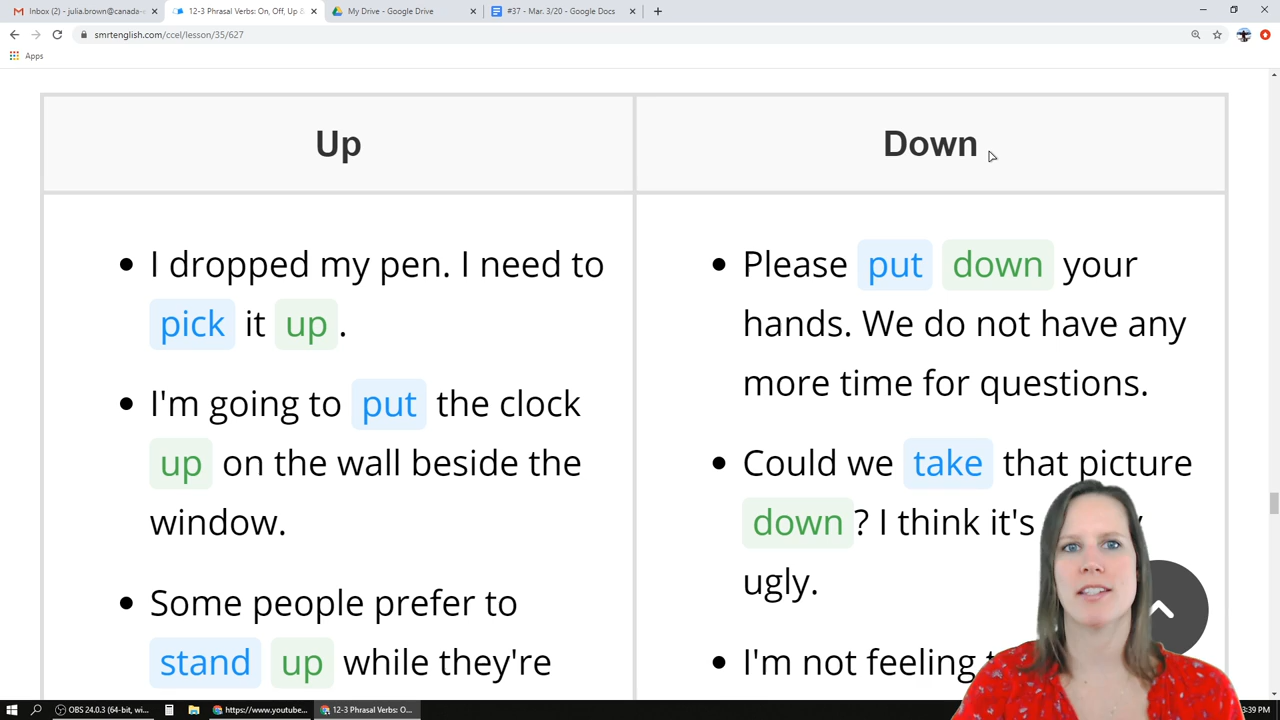 Inbox (2) - julia.brown@canada-
12-3 Phrasal Verbs: On, Off, Up &
My Drive - Google Drive
#37 - Mar. 3/20 - Google Docs
smrtenglish.com/ccel/lesson/35/627
Apps
Up
I dropped my pen. I need to
pick it up .
I'm going to put the clock
up on the wall beside the
window.
Some people prefer to
stand up while they're
Down
Please put down your
hands. We do not have any
more time for questions.
Could we take that picture
down ? I think it's
ugly.
I'm not feeling
OBS 24.0.3 (64-bit, wi...
https://www.youtube...
12-3 Phrasal Verbs: O...
3:39 PM